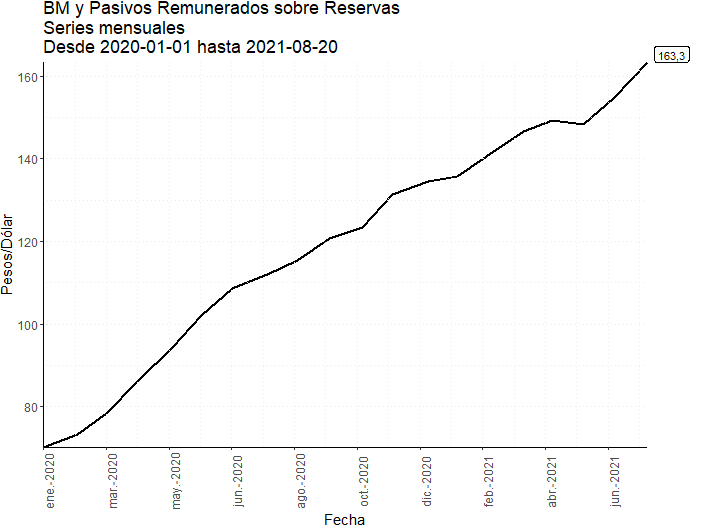 BM y Pasivos Remunerados sobre Reservas
Series mensuales
Desde 2020-01-01 hasta 2021-08-20
163,3
160
140
120
100
80
Pesos/Dólar
ene.-2020
mar.-2020
may.-2020
jun.-2020
ago.-2020
oct.-2020
dic.-2020
feb.-2021
abr.-2021
jun.-2021
Fecha